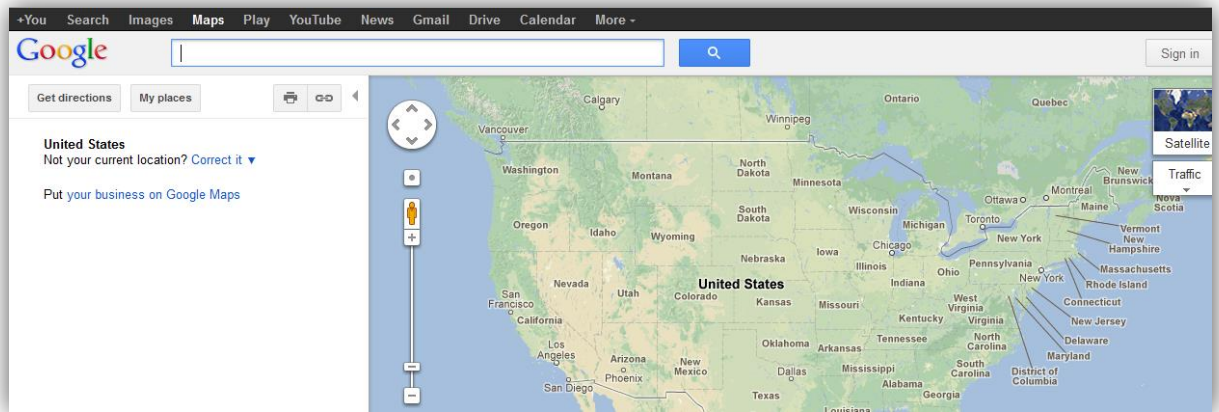 +You Search Images Maps Play YouTube News Gmail Drive Calendar More
Google
Sign in
Get directions My places
United States
Not your current location? Correct it ▼
Put your business on Google Maps
Satellite
Traffic
Calgary
Ontario
Quebec
Winnipeg
Vancouver
Washington
Montana
North
Dakota
Minnesota
Montreal
Ottawa
New
Brunswick
Maine
Nova
Scotia
Oregon
Idaho
Wyoming
South
Dakota
Wisconsin
Michigan
Toronto
Vermont
New
Hampshire
New York
Chicago
Iowa
Nebraska
Illinois
Indiana
Ohio
Pennsylvania
New York
Massachusetts
Rhode Island
Connecticut
Nevada
Utah
Colorado
United States
Kansas
Missouri
West
Virginia
Virginia
Kentucky
New Jersey
Delaware
Maryland
District of
Columbia
San
Francisco
California
Los
Angeles
San Diego
Arizona
Phoenix
New
Mexico
Oklahoma
Arkansas
Tennessee
North
Carolina
South
Carolina
Dallas
Mississippi
Alabama
Georgia
Texas
Louisiana